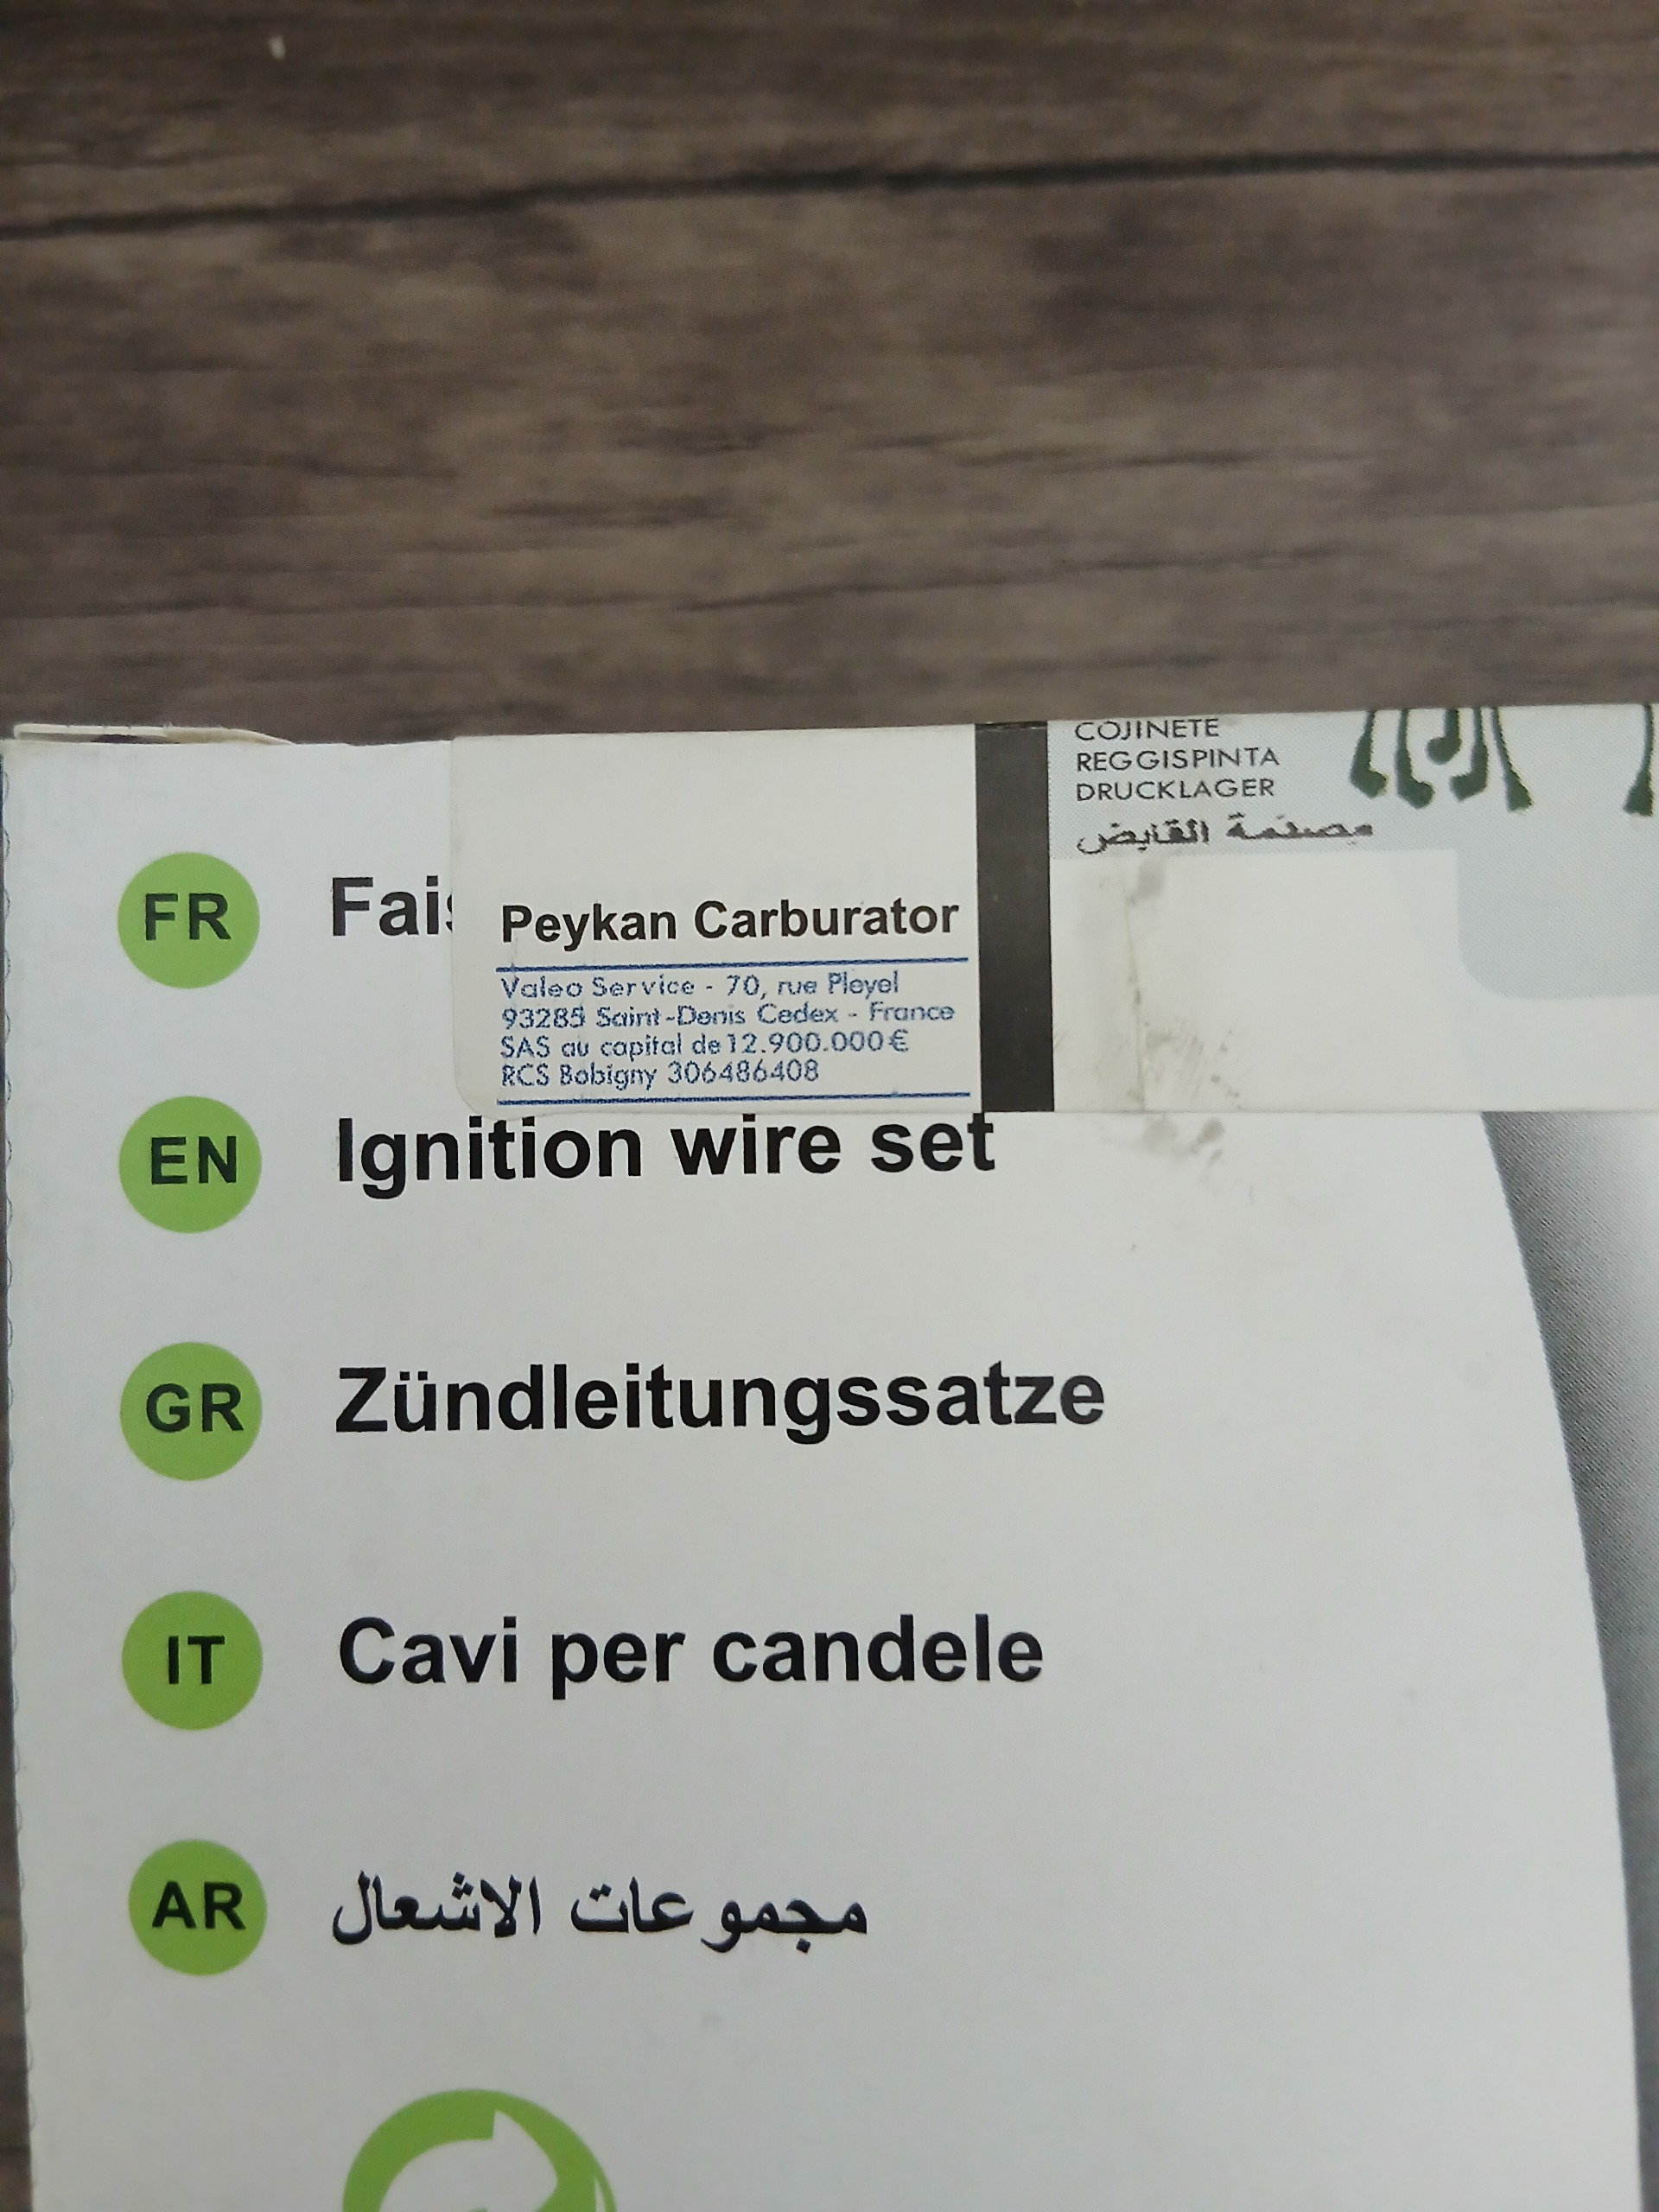 COJINETE
REGGISPINTA
DRUCKLAGER
مصنمة القابض
FR Fais
Peykan Carburator
Valeo Service - 70, rue Pleyel
93285 Saint-Denis Cedex - France
SAS au capital de 12.900.000€
RCS Bobigny 306486408
EN Ignition wire set
GR Zündleitungssatze
IT Cavi per candele
AR مجموعات الاشعال